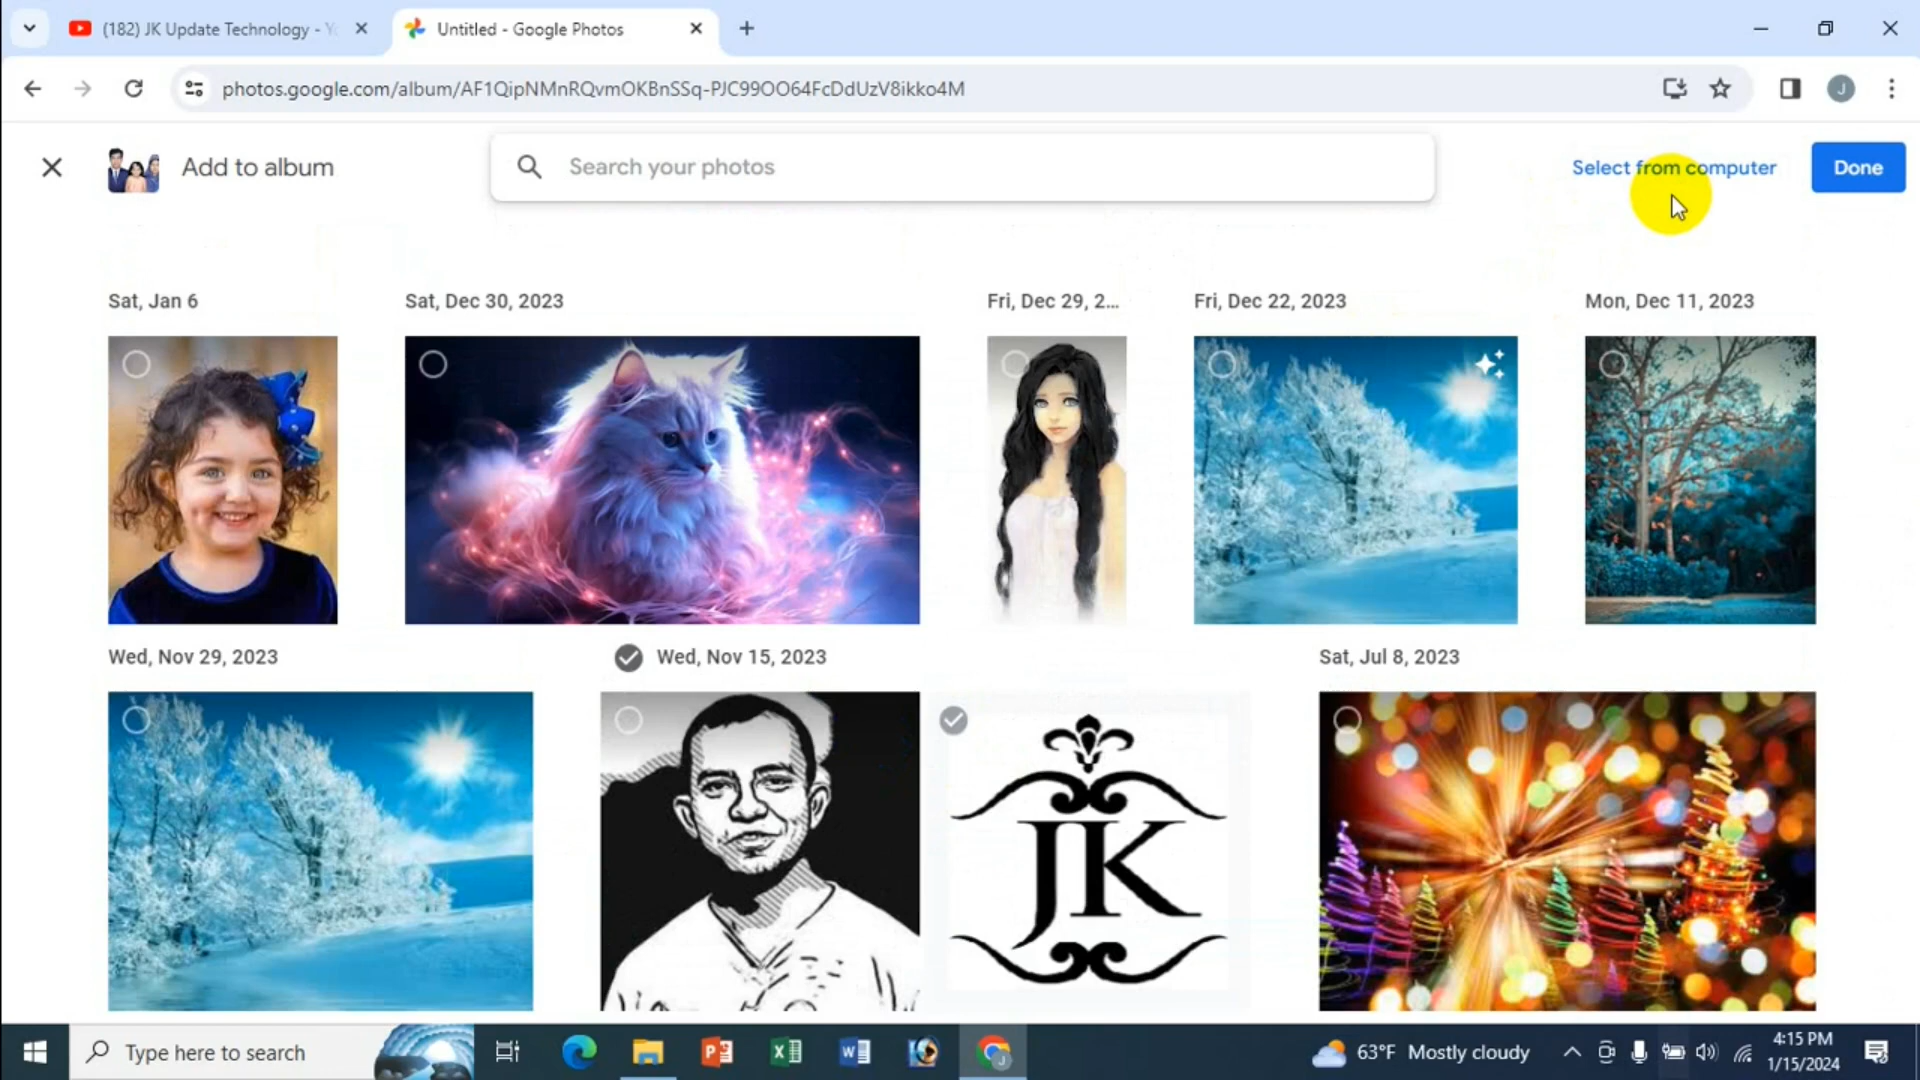 (182) JK Update Technology - Y
Untitled - Google Photos
photos.google.com/album/AF1QipNMnRQvmOKBnSSq-PJC99OO64FcDdUzV8ikko4M
J
Add to album
Search your photos
Select from computer
Done
Sat, Jan 6
Sat, Dec 30, 2023
Fri, Dec 29, 2...
Fri, Dec 22, 2023
Mon, Dec 11, 2023
Wed, Nov 29, 2023
Wed, Nov 15, 2023
Sat, Jul 8, 2023
JK
Type here to search
63°F Mostly cloudy
4:15 PM
1/15/2024